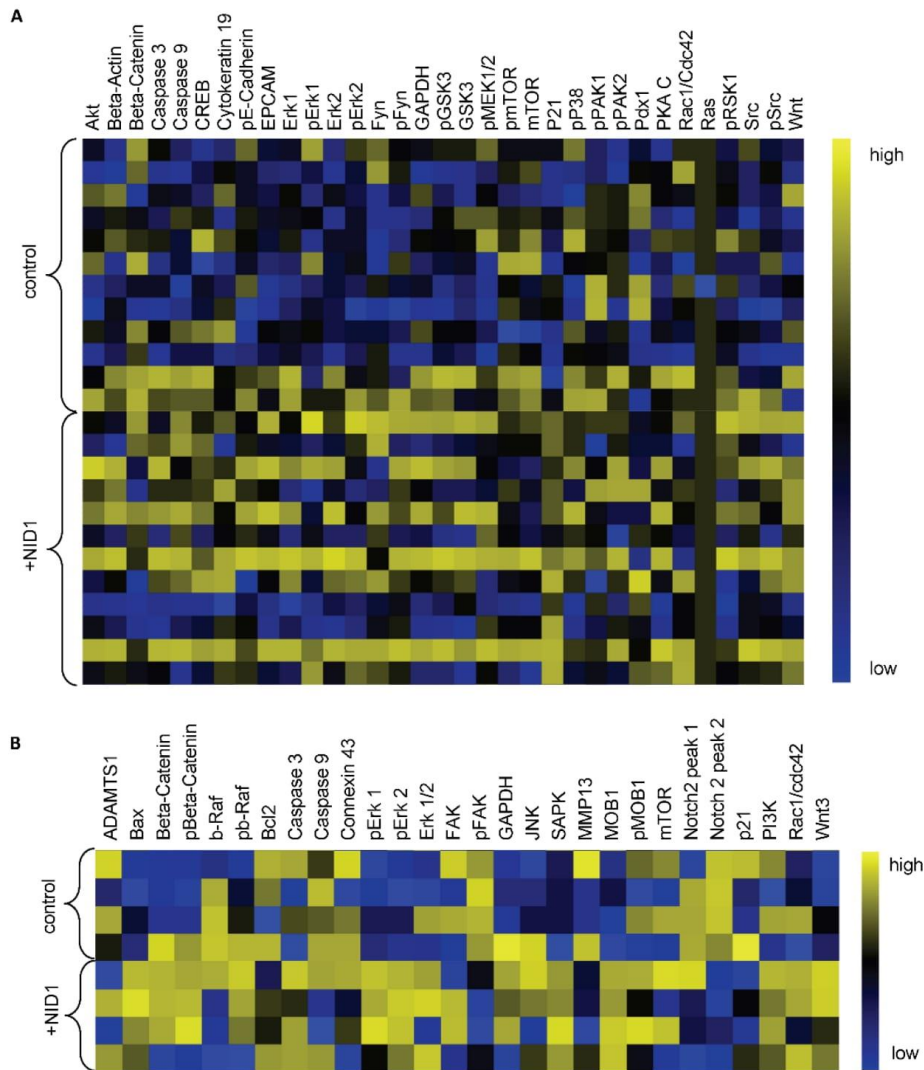 A
Akt
Beta-Actin
Beta-Catenin
Caspase 3
Caspase 9
CREB
Cytokeratin 19
pE-Cadherin
EPCAM
Erk1
pErk1
Erk2
pErk2
Fyn
pFyn
GAPDH
pGSK3
GSK3
pMEK1/2
pmTOR
mTOR
P21
pP38
pPAK1
pPAK2
Pdx1
PKA C
Rac1/Cdc42
Ras
pRSK1
Src
pSrc
Wnt
control
+NID1
high
low
B
ADAMTS1
Bax
Beta-Catenin
pBeta-Catenin
b-Raf
pb-Raf
Bcl2
Caspase 3
Caspase 9
Connexin 43
pErk 1
pErk 2
Erk 1/2
FAK
pFAK
GAPDH
JNK
SAPK
MMP13
MOB1
pMOB1
mTOR
Notch2 peak 1
Notch 2 peak 2
p21
PI3K
Rac1/cdc42
Wnt3
control
+NID1
high
low